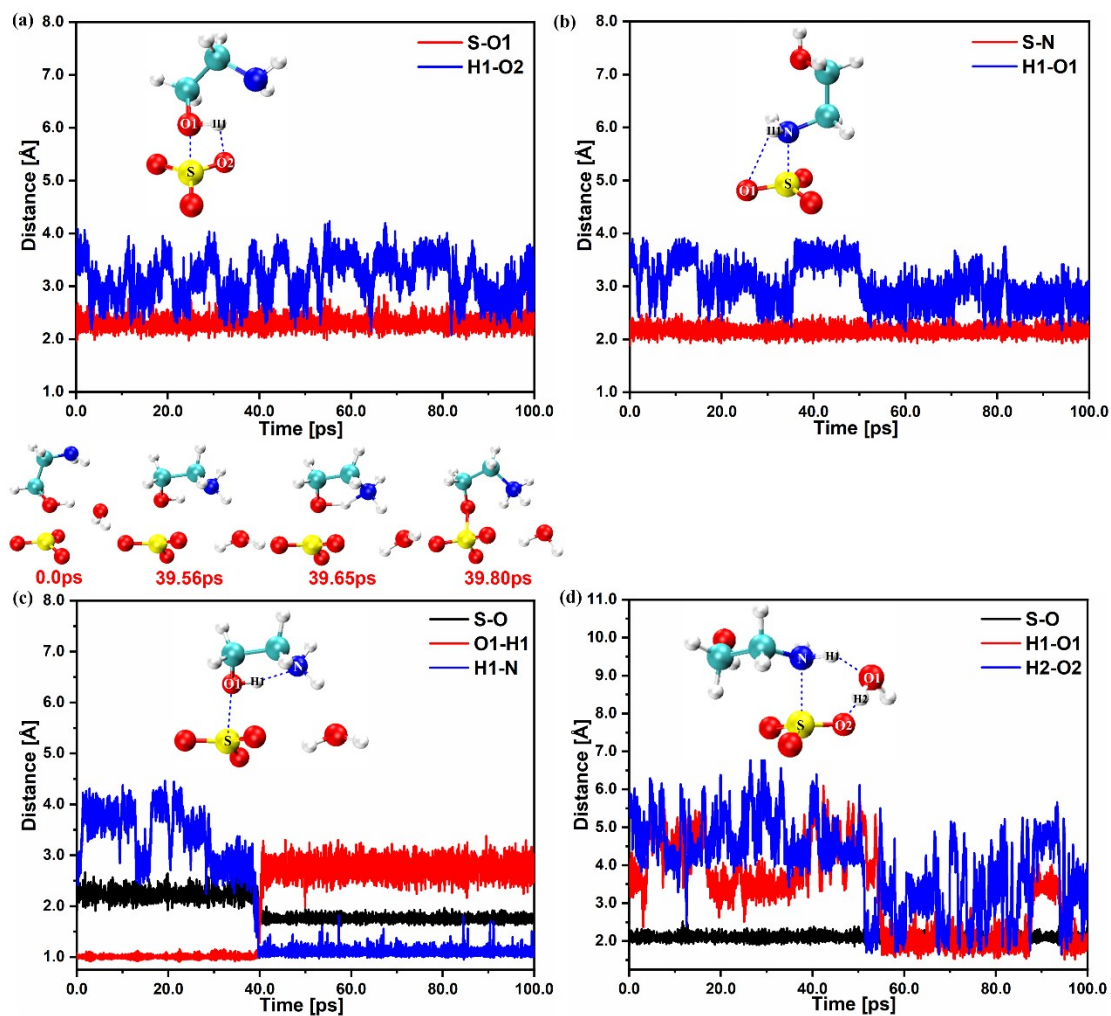 (a)
8.0
7.0
6.0
5.0
4.0
3.0
2.0
1.0
Distance [Å]
S-O1
H1-O2
O1
H1
S
O2
0.0
20.0
40.0
60.0
80.0
100.0
Time [ps]
(b)
8.0
7.0
6.0
5.0
4.0
3.0
2.0
1.0
Distance [Å]
S-N
H1-O1
H1
N
O1
S
0.0
20.0
40.0
60.0
80.0
100.0
Time [ps]
0.0ps
39.56ps
39.65ps
39.80ps
(c)
8.0
7.0
6.0
5.0
4.0
3.0
2.0
1.0
Distance [Å]
S-O
O1-H1
H1-N
O1
H1
N
S
0.0
20.0
40.0
60.0
80.0
100.0
Time [ps]
(d)
11.0
10.0
9.0
8.0
7.0
6.0
5.0
4.0
3.0
2.0
Distance [Å]
S-O
H1-O1
H2-O2
N
H1
O1
H2
S
O2
0.0
20.0
40.0
60.0
80.0
100.0
Time [ps]